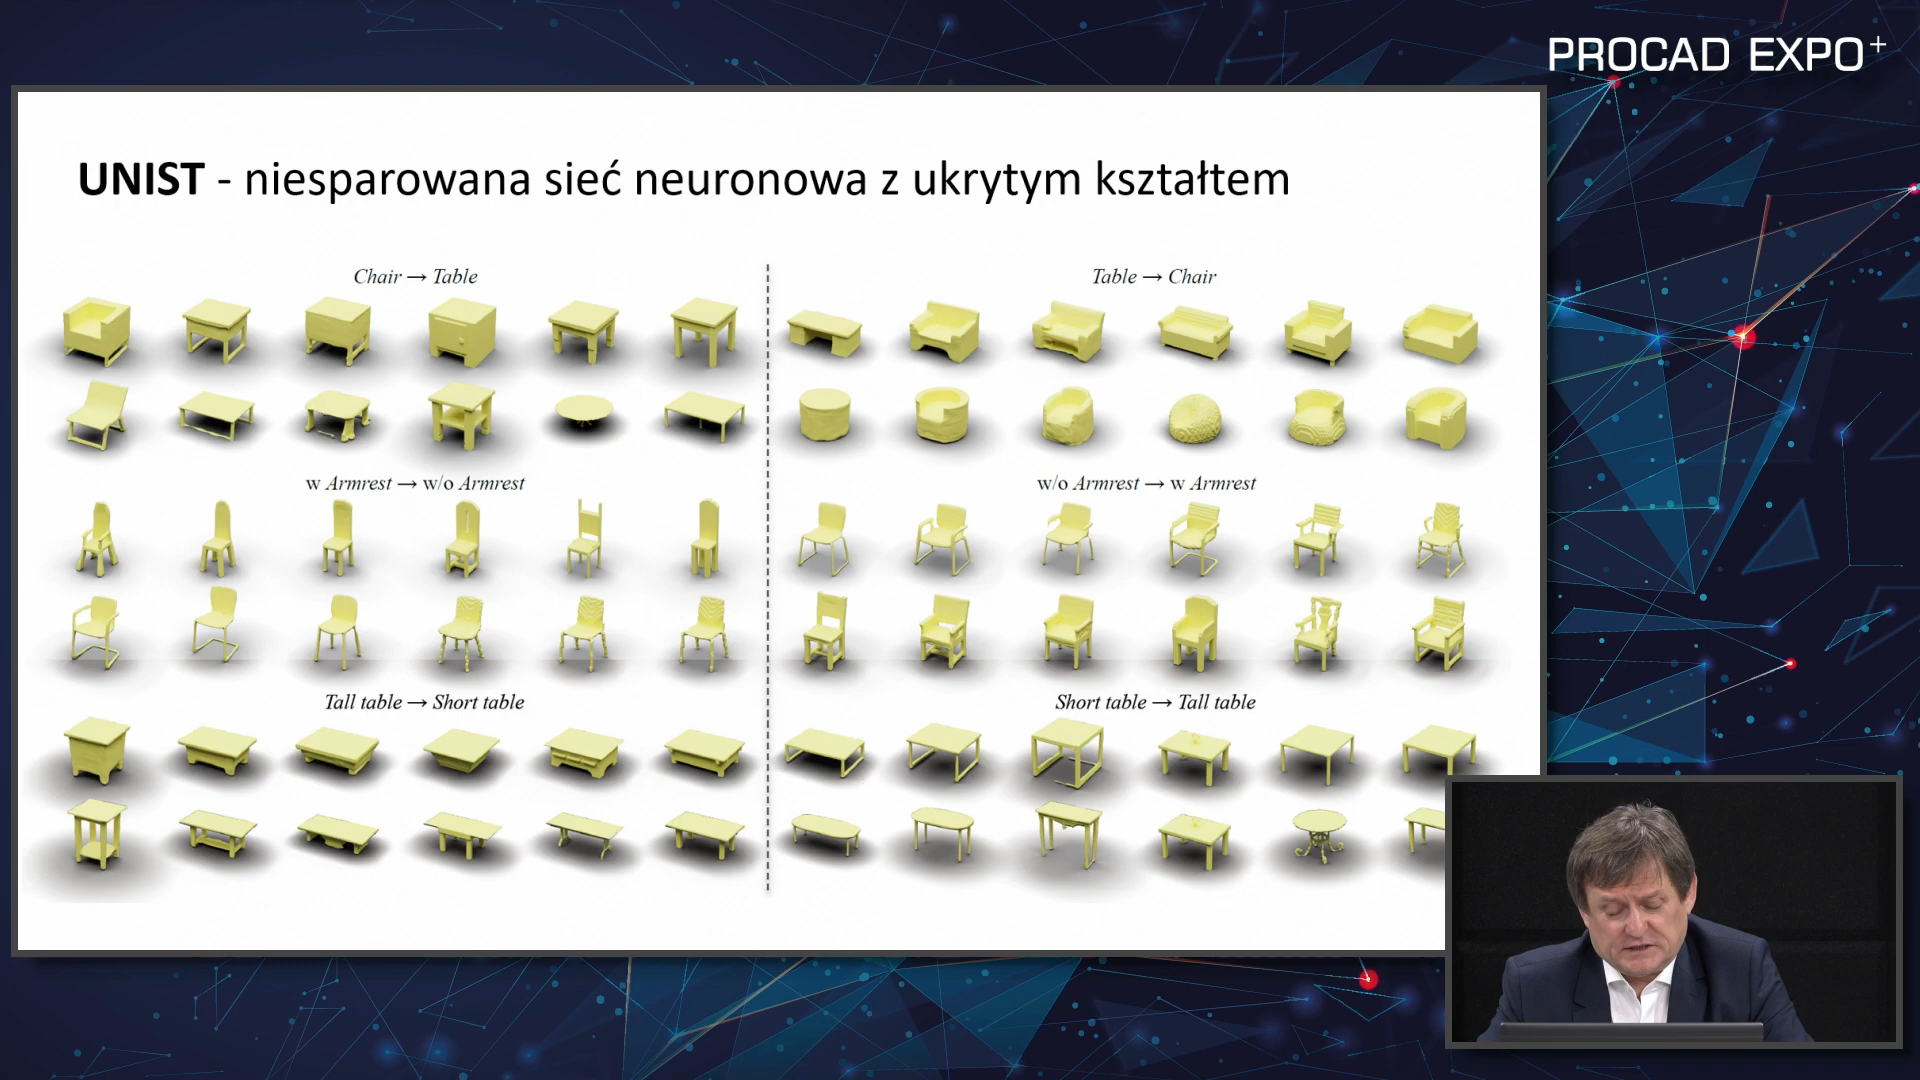 PROCAD EXPO+
UNIST - niesparowana sieć neuronowa z ukrytym kształtem
Chair → Table
Table → Chair
w Armrest → w/o Armrest
w/o Armrest → w Armrest
Tall table → Short table
Short table → Tall table